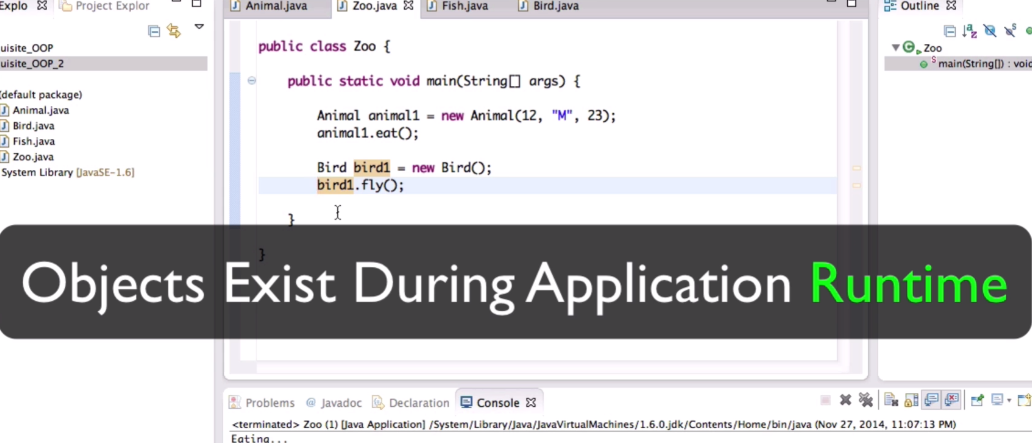 Explo Project Explor
Animal.java Zoo.java Fish.java Bird.java
Outline
uisite_OOP
uisite_OOP_2
(default package)
Animal.java
Bird.java
Fish.java
Zoo.java
System Library [JavaSE-1.6]
public class Zoo {
public static void main(String[] args) {
Animal animal1 = new Animal(12, "M", 23);
animal1.eat();
Bird bird1 = new Bird();
bird1.fly();
}
}
Zoo
main(String[]) : void
Objects Exist During Application Runtime
Problems @ Javadoc Declaration Console
<terminated> Zoo (1) [Java Application] /System/Library/Java/JavaVirtualMachines/1.6.0.jdk/Contents/Home/bin/java (Nov 27, 2014, 11:07:13 PM)
Eating...